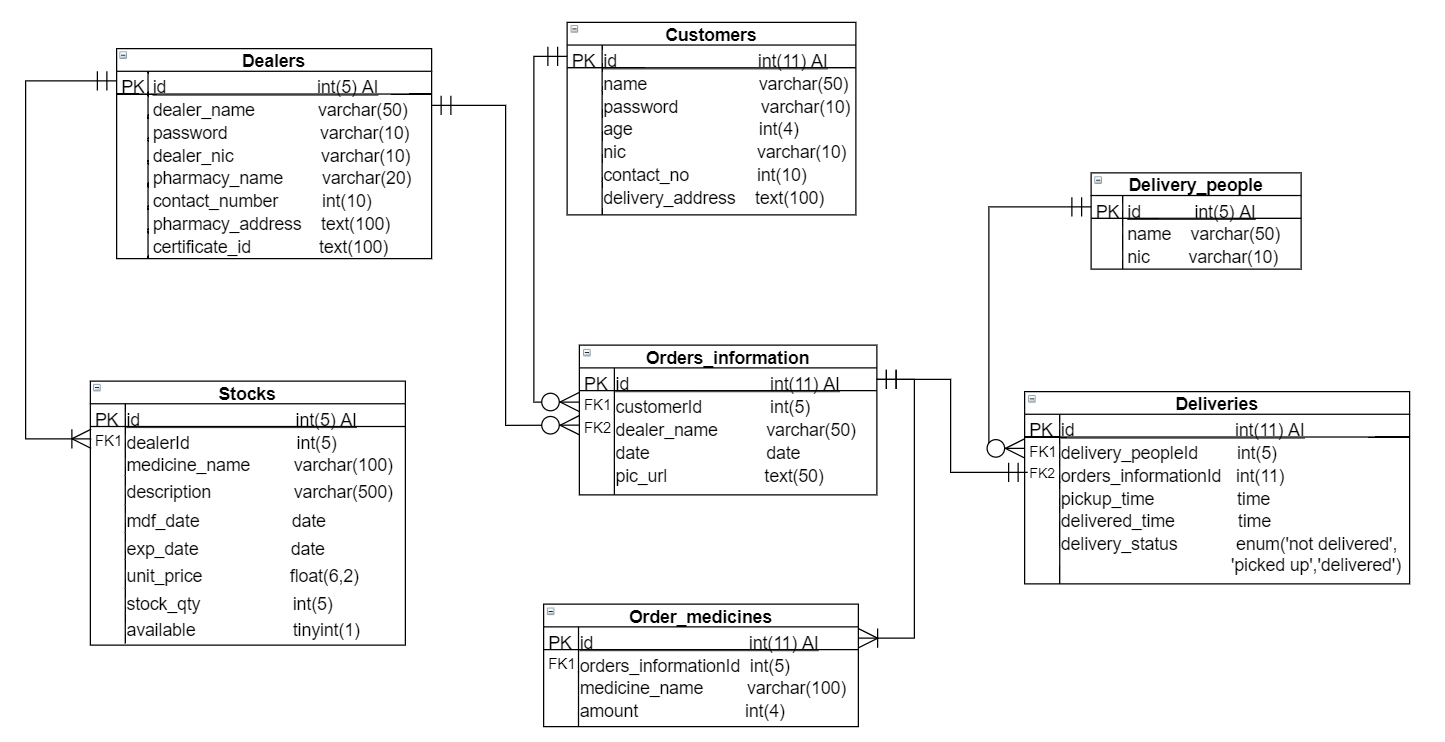 Dealers
PK id int(5) AI
dealer_name varchar(50)
password varchar(10)
dealer_nic varchar(10)
pharmacy_name varchar(20)
contact_number int(10)
pharmacy_address text(100)
certificate_id text(100)
Customers
PK id int(11) AI
name varchar(50)
password varchar(10)
age int(4)
nic varchar(10)
contact_no int(10)
delivery_address text(100)
Delivery_people
PK id int(5) AI
name varchar(50)
nic varchar(10)
Stocks
PK id int(5) AI
FK1 dealerId int(5)
medicine_name varchar(100)
description varchar(500)
mdf_date date
exp_date date
unit_price float(6,2)
stock_qty int(5)
available tinyint(1)
Orders_information
PK id int(11) AI
FK1 customerId int(5)
FK2 dealer_name varchar(50)
date date
pic_url text(50)
Deliveries
PK id int(11) AI
FK1 delivery_peopleId int(5)
FK2 orders_informationId int(11)
pickup_time time
delivered_time time
delivery_status enum('not delivered',
'picked up','delivered')
Order_medicines
PK id int(11) AI
FK1 orders_informationId int(5)
medicine_name varchar(100)
amount int(4)